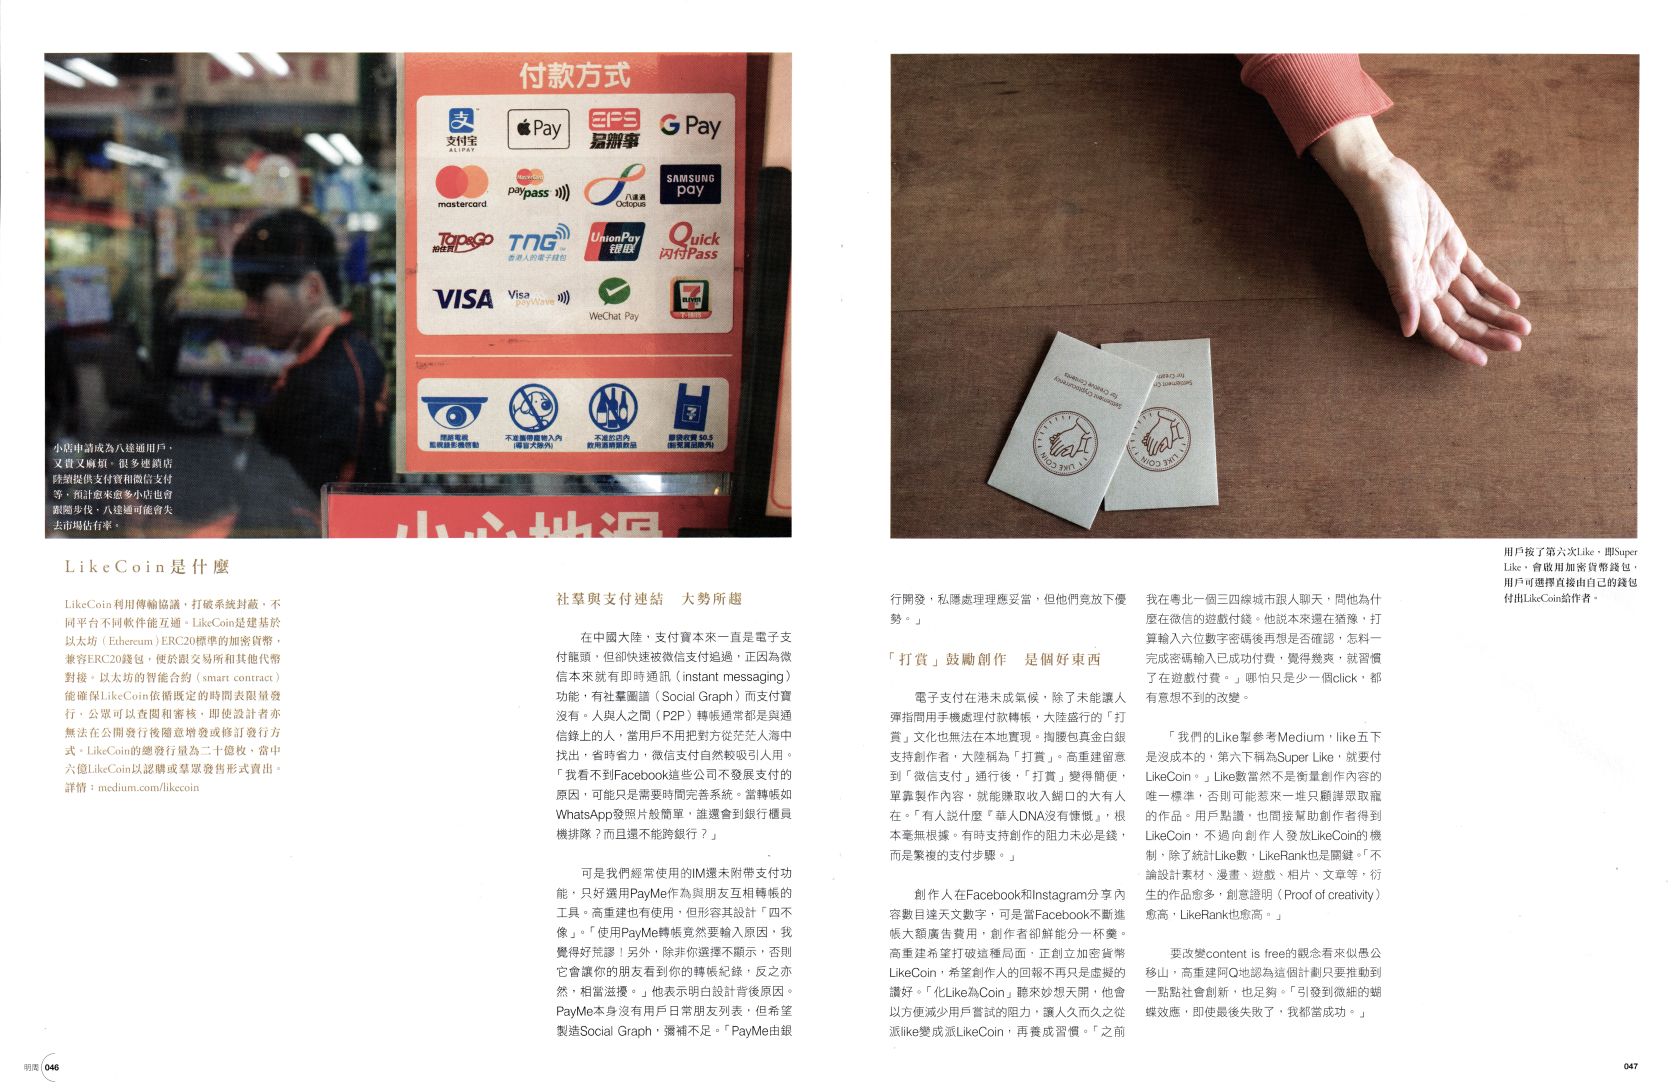 付款方式
支付宝
ALIPAY
Pay
EPS
易辦事
G Pay
mastercard
MasterCard
paypass
八達通
Octopus
SAMSUNG
pay
Tap&Go
拍住賞
TNG
香港人的電子錢包
UnionPay
银联
Quick
闪付Pass
VISA
Visa
payWave
WeChat Pay
7
ELEVEN
閉路電視
監視錄影機啓動
不准攜帶寵物入內
(導盲犬除外)
不准於店內
飲用酒精類飲品
膠袋收費 $0.5
小心地滑
小店申請成為八達通用戶，
又貴又麻煩。很多連鎖店
陸續提供支付寶和微信支付
等，預計愈來愈多小店也會
跟隨步伐，八達通可能會失
去市場佔有率。
LikeCoin是什麼
LikeCoin利用傳輸協議，打破系統封蔽，不
同平台不同軟件能互通。LikeCoin是建基於
以太坊（Ethereum）ERC20標準的加密貨幣，
兼容ERC20錢包，便於跟交易所和其他代幣
對接。以太坊的智能合約（smart contract）
能確保LikeCoin依循既定的時間表限量發
行，公眾可以查閱和審核，即使設計者亦
無法在公開發行後隨意增發或修訂發行方
式。LikeCoin的總發行量為二十億枚，當中
六億LikeCoin以認購或羣眾發售形式賣出。
詳情：medium.com/likecoin
社羣與支付連結　大勢所趨
在中國大陸，支付寶本來一直是電子支
付龍頭，但卻快速被微信支付追過，正因為微
信本來就有即時通訊（instant messaging）
功能，有社羣圖譜（Social Graph）而支付寶
沒有。人與人之間（P2P）轉帳通常都是與通
信錄上的人，當用戶不用把對方從茫茫人海中
找出，省時省力，微信支付自然較吸引人用。
「我看不到Facebook這些公司不發展支付的
原因，可能只是需要時間完善系統。當轉帳如
WhatsApp發照片般簡單，誰還會到銀行櫃員
機排隊？而且還不能跨銀行？」
可是我們經常使用的IM還未附帶支付功
能，只好選用PayMe作為與朋友互相轉帳的
工具。高重建也有使用，但形容其設計「四不
像」。「使用PayMe轉帳竟然要輸入原因，我
覺得好荒謬！另外，除非你選擇不顯示，否則
它會讓你的朋友看到你的轉帳紀錄，反之亦
然，相當滋擾。」他表示明白設計背後原因。
PayMe本身沒有用戶日常朋友列表，但希望
製造Social Graph，彌補不足。「PayMe由銀
明周 046
Settlement Cryptocurrency
for Creative Contents
LIKE COIN
Settlement Cr
for Creativ
LIKE COIN
用戶按了第六次Like，即Super
Like，會啟用加密貨幣錢包，
用戶可選擇直接由自己的錢包
付出LikeCoin給作者。
行開發，私隱處理理應妥當，但他們竟放下優
勢。」
「打賞」鼓勵創作　是個好東西
電子支付在港未成氣候，除了未能讓人
彈指間用手機處理付款轉帳，大陸盛行的「打
賞」文化也無法在本地實現。掏腰包真金白銀
支持創作者，大陸稱為「打賞」。高重建留意
到「微信支付」通行後，「打賞」變得簡便，
單靠製作內容，就能賺取收入餬口的大有人
在。「有人說什麼『華人DNA沒有慷慨』，根
本毫無根據。有時支持創作的阻力未必是錢，
而是繁複的支付步驟。」
創作人在Facebook和Instagram分享內
容數目達天文數字，可是當Facebook不斷進
帳大額廣告費用，創作者卻鮮能分一杯羹。
高重建希望打破這種局面，正創立加密貨幣
LikeCoin，希望創作人的回報不再只是虛擬的
讚好。「化Like為Coin」聽來妙想天開，他會
以方便減少用戶嘗試的阻力，讓人久而久之從
派like變成派LikeCoin，再養成習慣。「之前
我在粵北一個三四線城市跟人聊天，問他為什
麼在微信的遊戲付錢。他說本來還在猶豫，打
算輸入六位數字密碼後再想是否確認，怎料一
完成密碼輸入已成功付費，覺得幾爽，就習慣
了在遊戲付費。」哪怕只是少一個click，都
有意想不到的改變。
「我們的Like掣參考Medium，like五下
是沒成本的，第六下稱為Super Like，就要付
LikeCoin。」Like數當然不是衡量創作內容的
唯一標準，否則可能惹來一堆只顧譁眾取寵
的作品。用戶點讚，也間接幫助創作者得到
LikeCoin，不過向創作人發放LikeCoin的機
制，除了統計Like數，LikeRank也是關鍵。「不
論設計素材、漫畫、遊戲、相片、文章等，衍
生的作品愈多，創意證明（Proof of creativity）
愈高，LikeRank也愈高。」
要改變content is free的觀念看來似愚公
移山，高重建阿Q地認為這個計劃只要推動到
一點點社會創新，也足夠。「引發到微細的蝴
蝶效應，即使最後失敗了，我都當成功。」
047